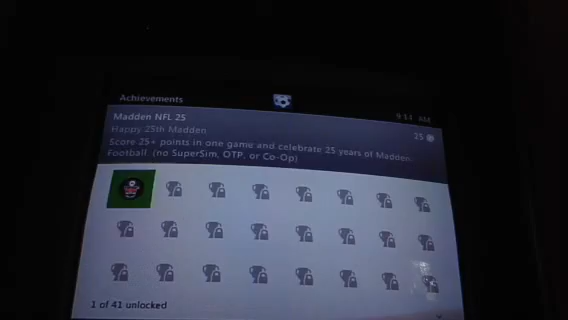 Achievements
9:14 AM
Madden NFL 25
Happy 25th Madden
25
Score 25+ points in one game and celebrate 25 years of Madden
Football (no SuperSim, OTP, or Co-Op)
1 of 41 unlocked